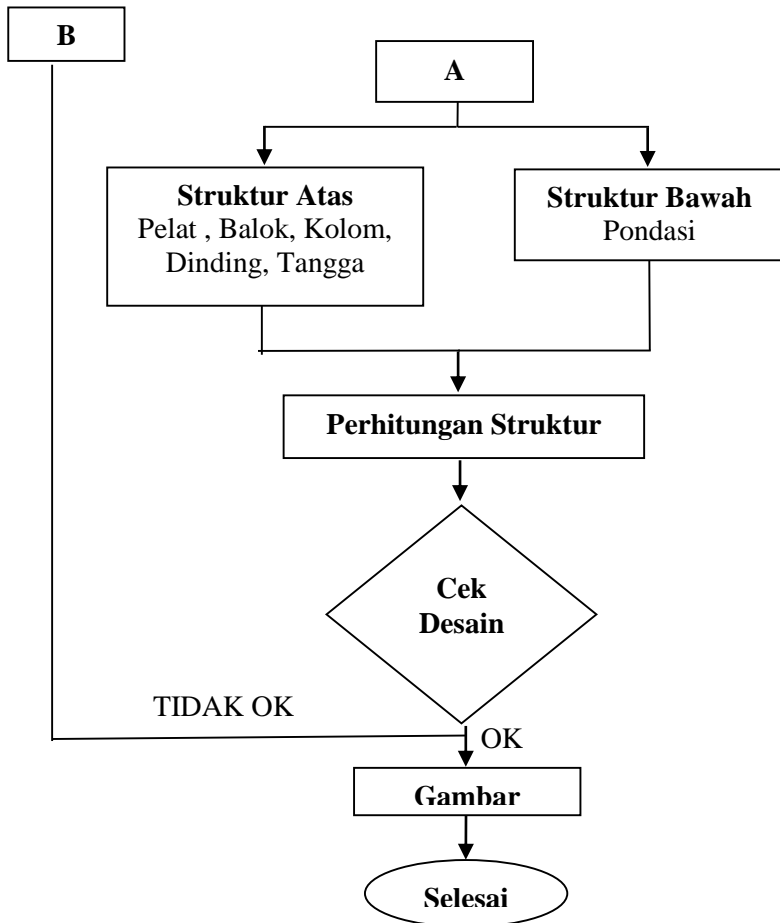 B
A
Struktur Atas
Pelat , Balok, Kolom,
Dinding, Tangga
Struktur Bawah
Pondasi
Perhitungan Struktur
Cek
Desain
TIDAK OK
OK
Gambar
Selesai